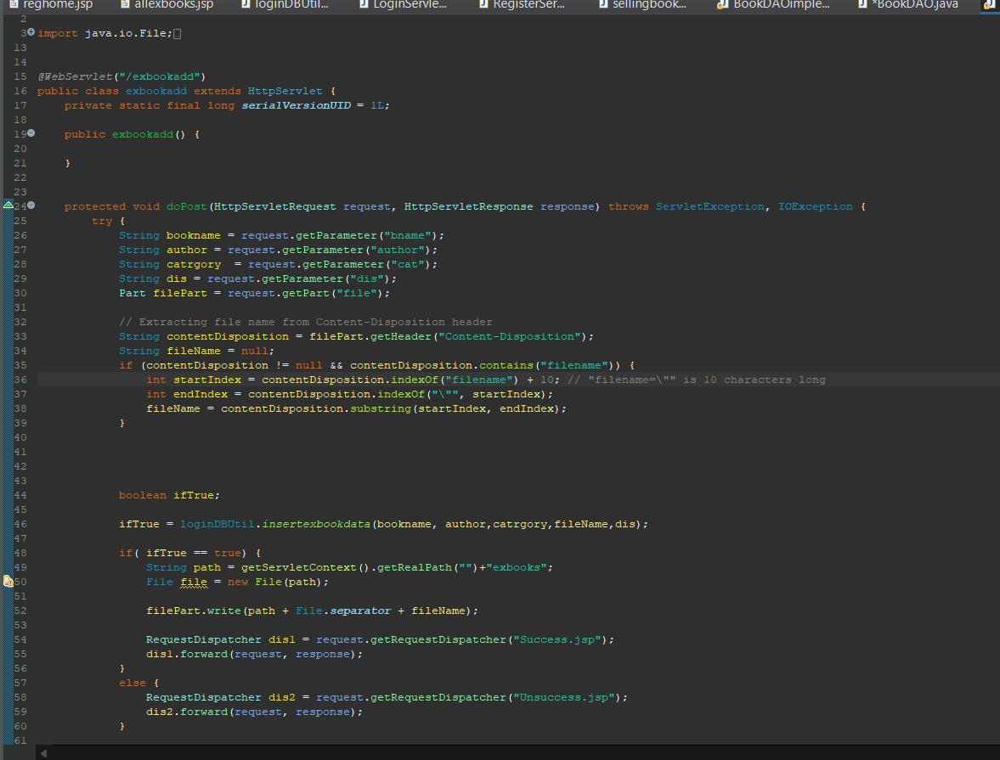 reghome.jsp allexbooks.jsp loginDBUtil... LoginServle... RegisterSer... sellingbook... BookDAOimple... *BookDAO.java
2
3 import java.io.File;
13
14
15 @WebServlet("/exbookadd")
16 public class exbookadd extends HttpServlet {
17 private static final long serialVersionUID = 1L;
18
19 public exbookadd() {
20
21 }
22
23
24 protected void doPost(HttpServletRequest request, HttpServletResponse response) throws ServletException, IOException {
25 try {
26 String bookname = request.getParameter("bname");
27 String author = request.getParameter("author");
28 String catrgory  = request.getParameter("cat");
29 String dis = request.getParameter("dis");
30 Part filePart = request.getPart("file");
31
32 // Extracting file name from Content-Disposition header
33 String contentDisposition = filePart.getHeader("Content-Disposition");
34 String fileName = null;
35 if (contentDisposition != null && contentDisposition.contains("filename")) {
36 int startIndex = contentDisposition.indexOf("filename") + 10; // "filename=\"" is 10 characters long
37 int endIndex = contentDisposition.indexOf("\"", startIndex);
38 fileName = contentDisposition.substring(startIndex, endIndex);
39 }
40
41
42
43
44 boolean ifTrue;
45
46 ifTrue = loginDBUtil.insertexbookdata(bookname, author,catrgory,fileName,dis);
47
48 if( ifTrue == true) {
49 String path = getServletContext().getRealPath("")+"exbooks";
50 File file = new File(path);
51
52 filePart.write(path + File.separator + fileName);
53
54 RequestDispatcher dis1 = request.getRequestDispatcher("Success.jsp");
55 dis1.forward(request, response);
56 }
57 else {
58 RequestDispatcher dis2 = request.getRequestDispatcher("Unsuccess.jsp");
59 dis2.forward(request, response);
60 }
61